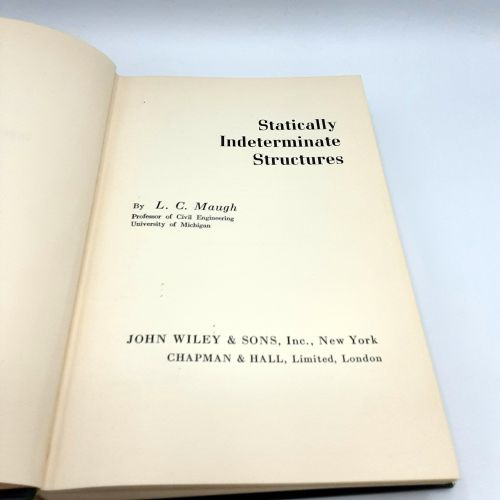 Statically
Indeterminate
Structures
By L. C. Maugh
Professor of Civil Engineering
University of Michigan
JOHN WILEY & SONS, Inc., New York
CHAPMAN & HALL, Limited, London